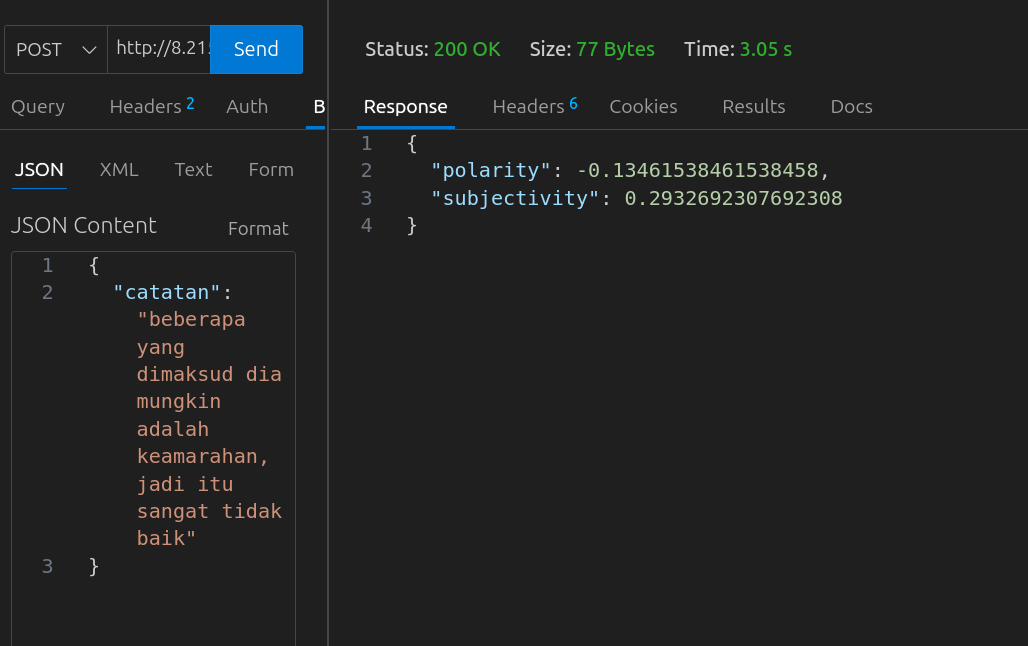 POST http://8.21 Send
Query Headers 2 Auth B
JSON XML Text Form
JSON Content Format
1 {
2 "catatan":
"beberapa
yang
dimaksud dia
mungkin
adalah
keamarahan,
jadi itu
sangat tidak
baik"
3 }
Status: 200 OK Size: 77 Bytes Time: 3.05 s
Response Headers 6 Cookies Results Docs
1 {
2 "polarity": -0.13461538461538458,
3 "subjectivity": 0.2932692307692308
4 }